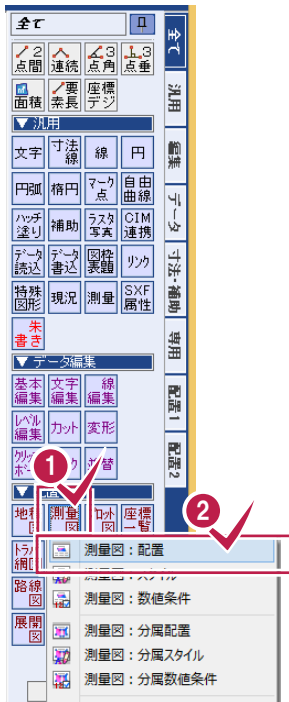 全て
点間 連続 点角 点垂
面積 要素長 座標デジ
▼ 汎用
文字 寸法線 線 円
円弧 楕円 マーク点 自由曲線
ハッチ塗り 補助 ラスタ写真 CIM連携
データ読込 データ書込 図枠表題 リンク
特殊図形 現況 測量 SXF属性
朱書き
▼ データ編集
基本編集 文字編集 線編集
レベル編集 カット 変形
1
2
測量図 座標一覧
測量図：配置
測量図：数値条件
測量図：分属配置
測量図：分属スタイル
測量図：分属数値条件
路線図
展開図
全て
汎用
編集
データ
寸法・補助
専用
配置1
配置2